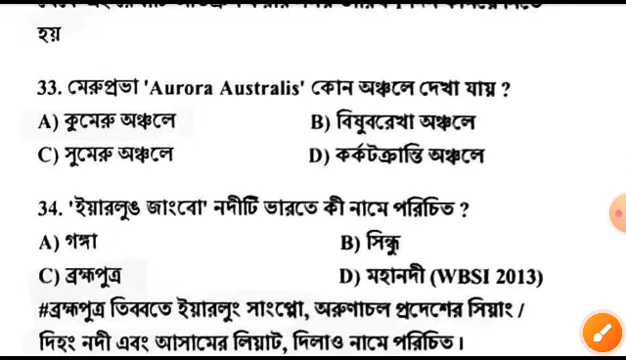 হয়
33. মেরুপ্রভা 'Aurora Australis' কোন অঞ্চলে দেখা যায় ?
A) কুমেরু অঞ্চলে B) বিষুবরেখা অঞ্চলে
C) সুমেরু অঞ্চলে D) কর্কটক্রান্তি অঞ্চলে
34. 'ইয়ারলুঙ জাংবো' নদীটি ভারতে কী নামে পরিচিত ?
A) গঙ্গা B) সিন্ধু
C) ব্রহ্মপুত্র D) মহানদী (WBSI 2013)
#ব্রহ্মপুত্র তিব্বতে ইয়ারলুং সাংপ্পো, অরুণাচল প্রদেশের সিয়াং /
দিহং নদী এবং আসামের লিয়াট, দিলাও নামে পরিচিত।